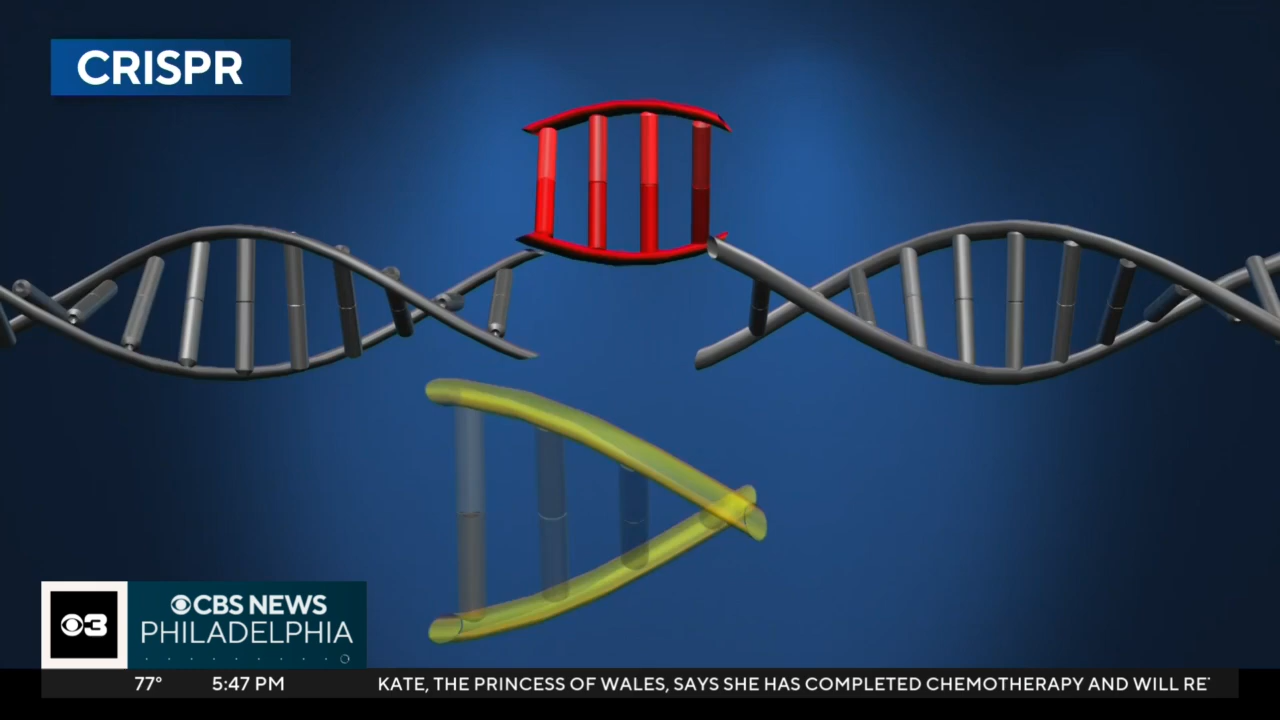 CRISPR
3
CBS NEWS
PHILADELPHIA
77° 5:47 PM KATE, THE PRINCESS OF WALES, SAYS SHE HAS COMPLETED CHEMOTHERAPY AND WILL